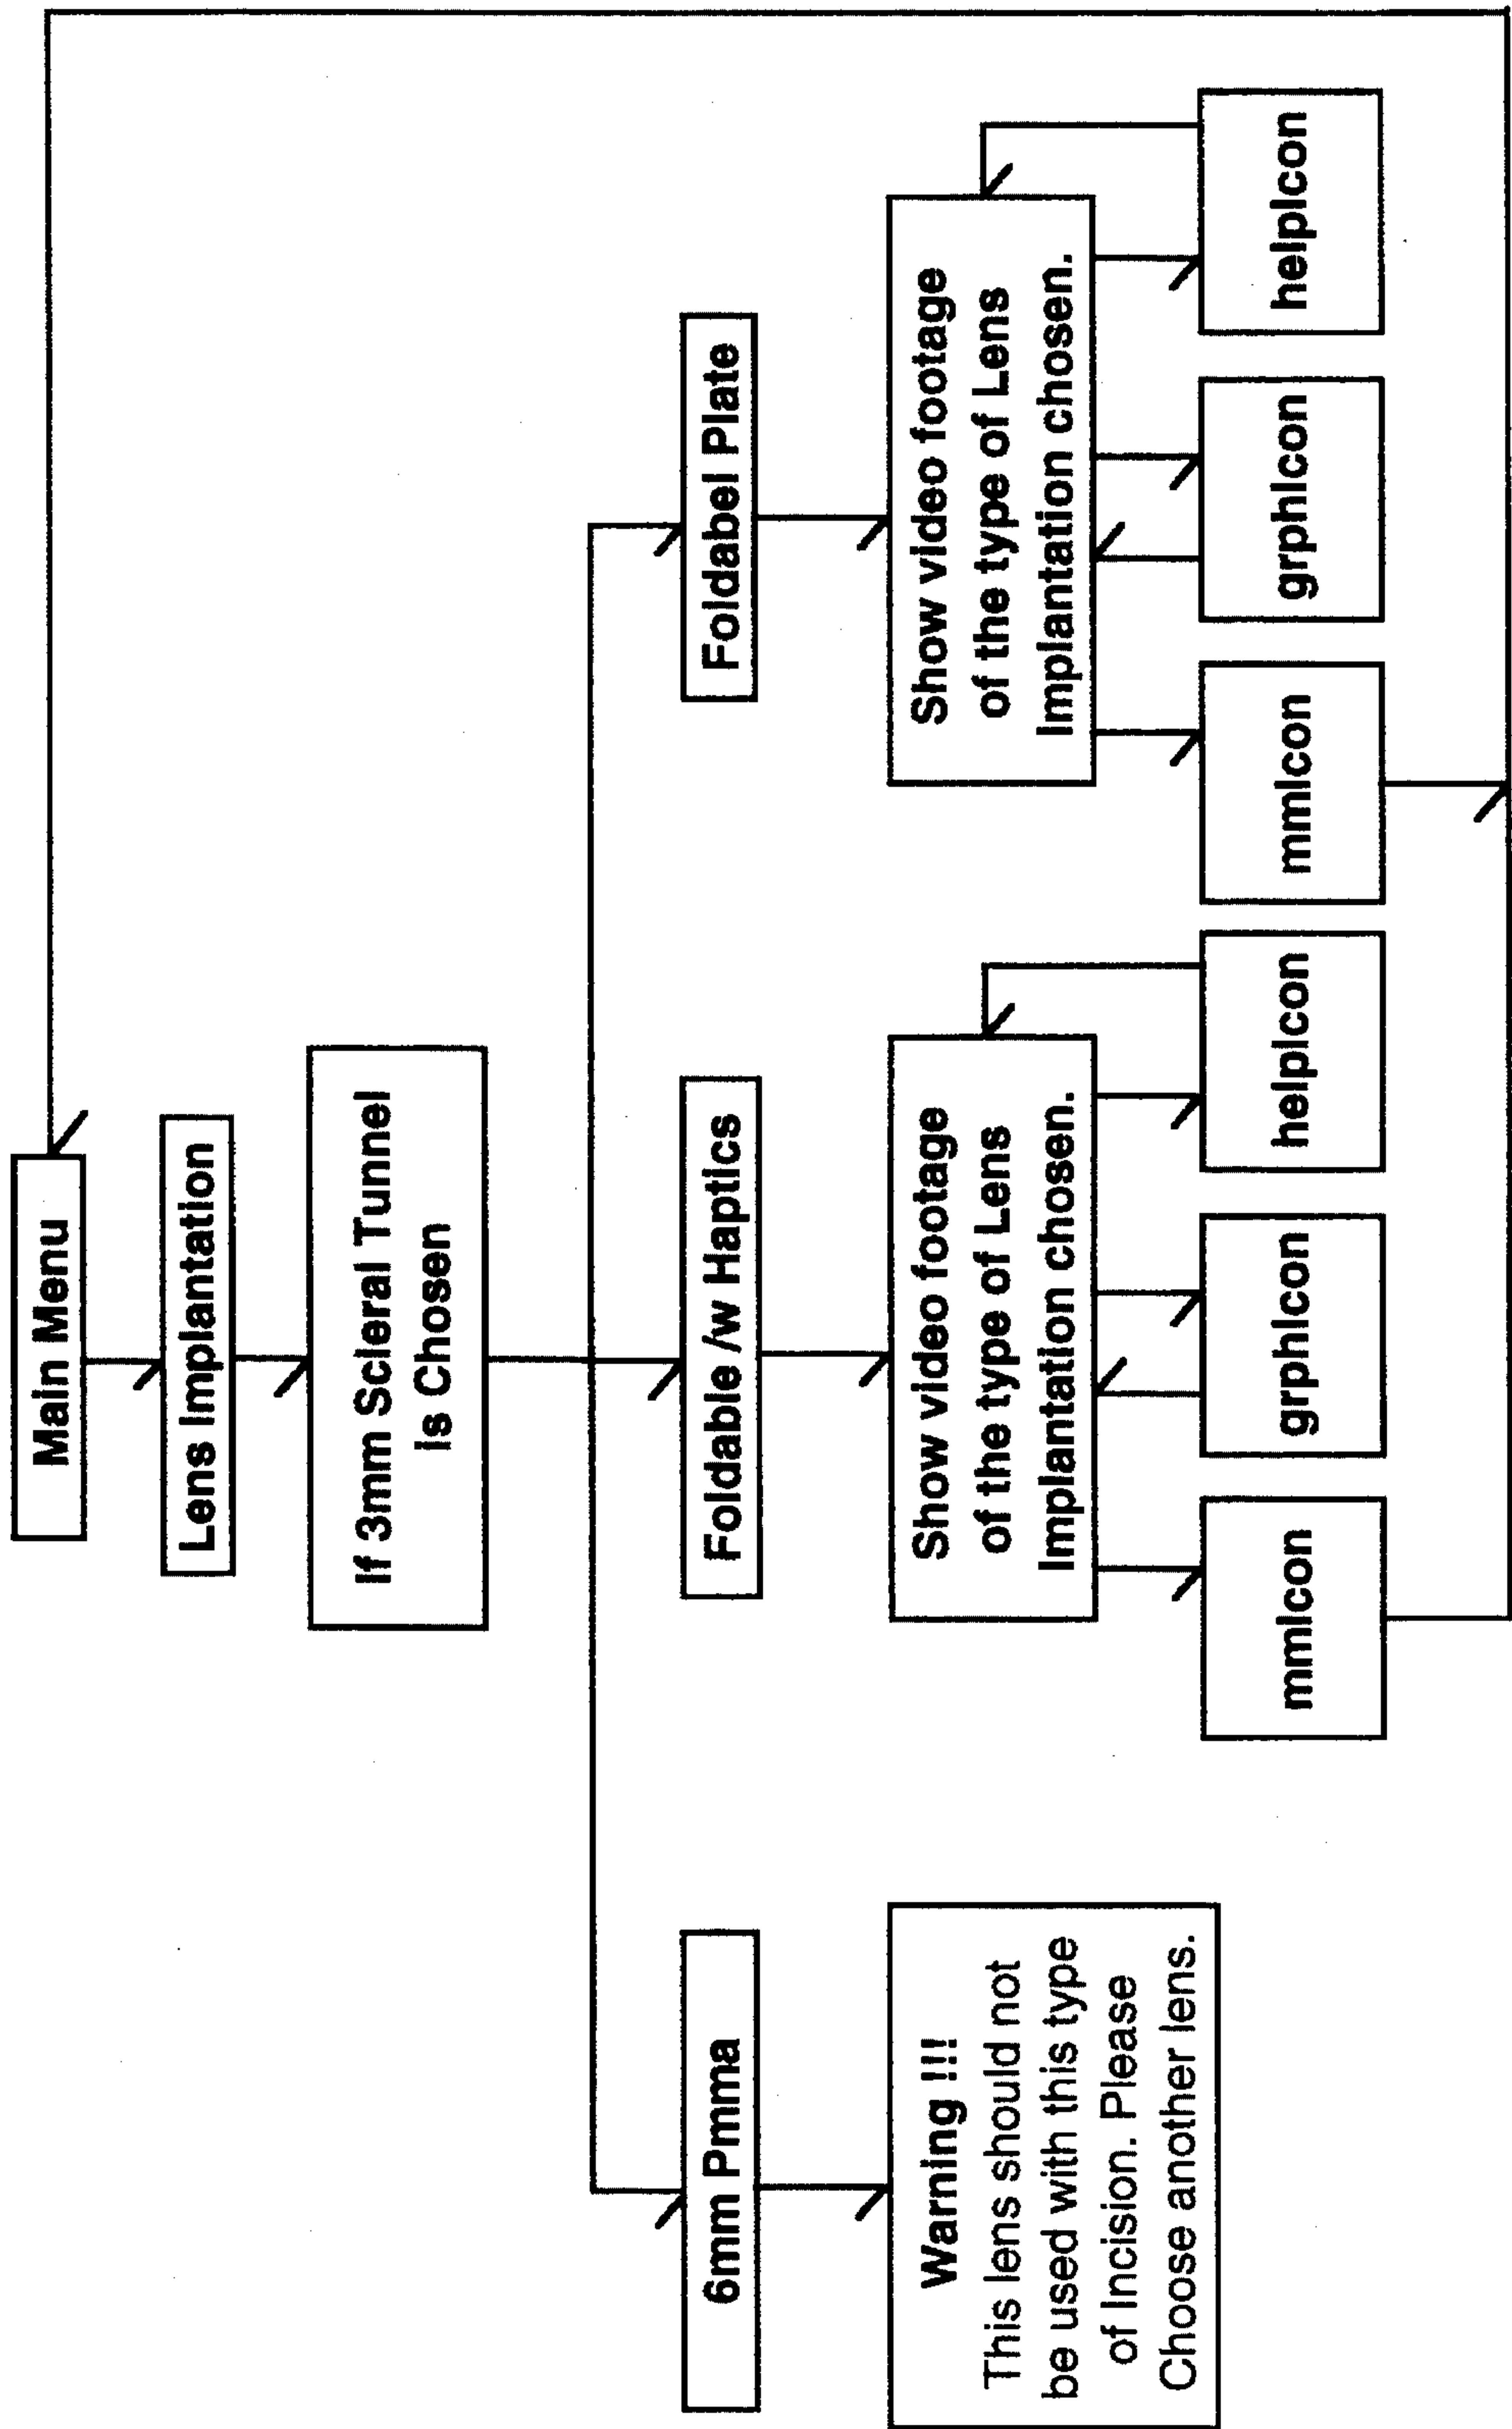 Main Menu
Lens Implantation
If 3mm Scleral Tunnel
is Chosen
6mm Pmma
Foldable /w Haptics
Foldabel Plate
Warning !!!
This lens should not
be used with this type
of Incision. Please
Choose another lens.
Show video footage
of the type of Lens
Implantation chosen.
Show video footage
of the type of Lens
Implantation chosen.
mmIcon
grphIcon
helpIcon
mmIcon
grphIcon
helpIcon